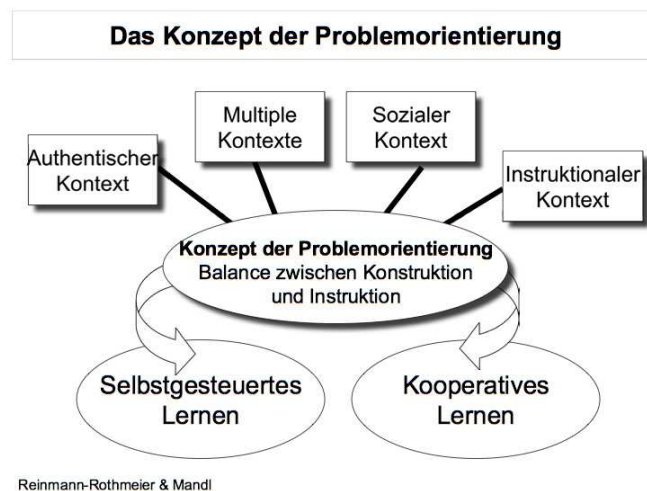 Das Konzept der Problemorientierung
Authentischer
Kontext
Multiple
Kontexte
Sozialer
Kontext
Instruktionaler
Kontext
Konzept der Problemorientierung
Balance zwischen Konstruktion
und Instruktion
Selbstgesteuertes
Lernen
Kooperatives
Lernen
Reinmann-Rothmeier & Mandl